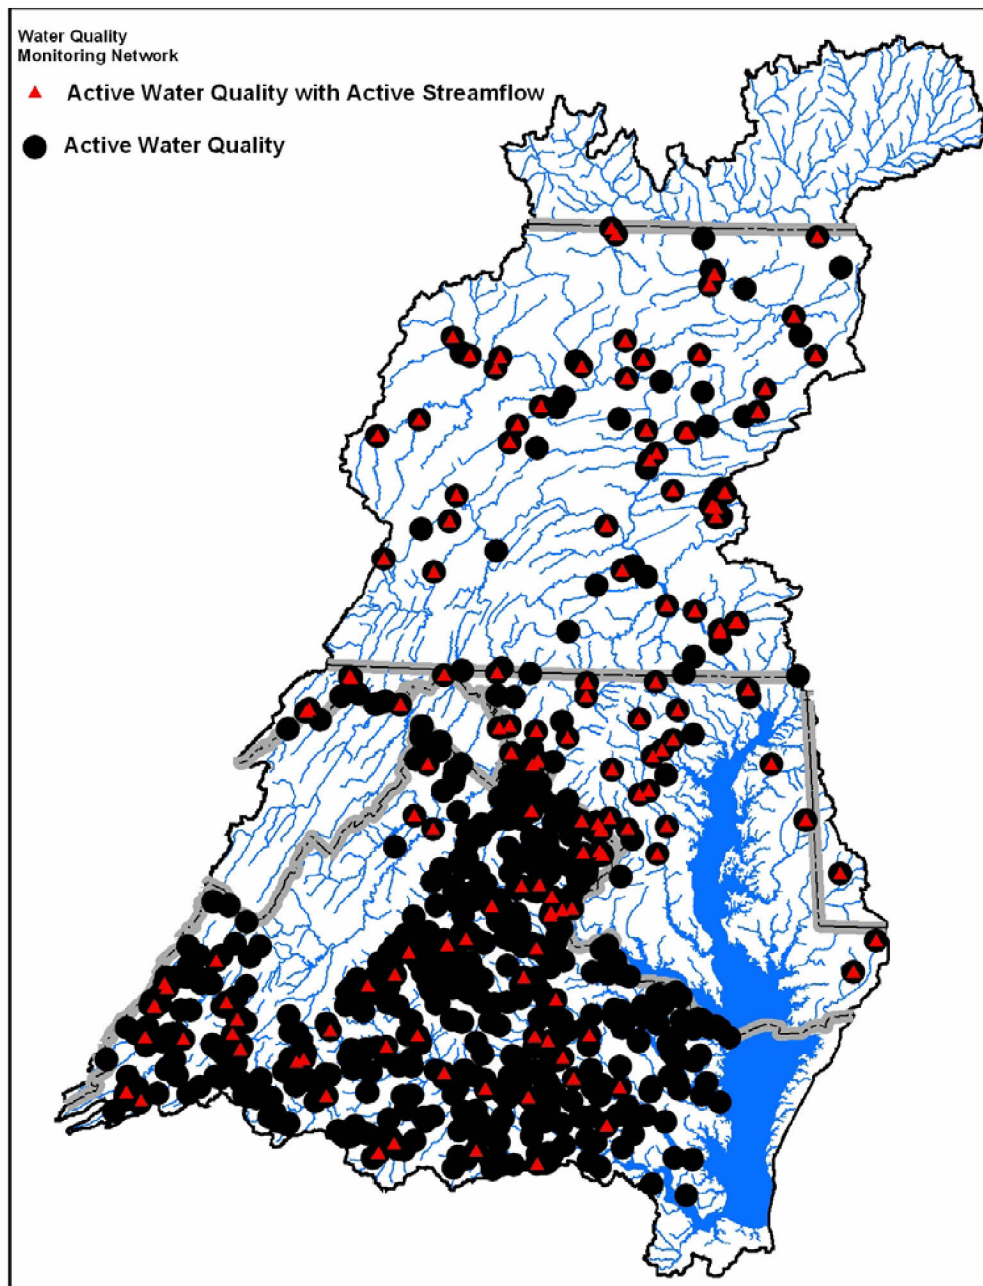 Water Quality
Monitoring Network
Active Water Quality with Active Streamflow
Active Water Quality